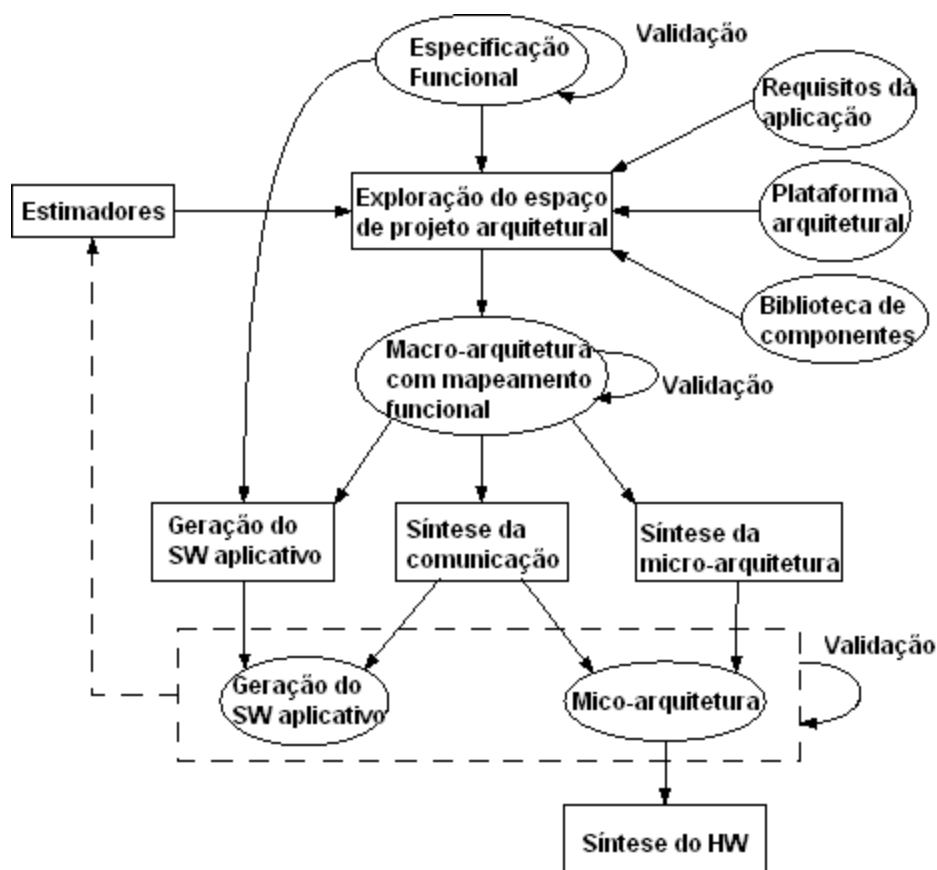 Especificação
Funcional
Validação
Requisitos da
aplicação
Estimadores
Exploração do espaço
de projeto arquitetural
Plataforma
arquitetural
Biblioteca de
componentes
Macro-arquitetura
com mapeamento
funcional
Validação
Geração do
SW aplicativo
Síntese da
comunicação
Síntese da
micro-arquitetura
Validação
Geração do
SW aplicativo
Mico-arquitetura
Síntese do HW